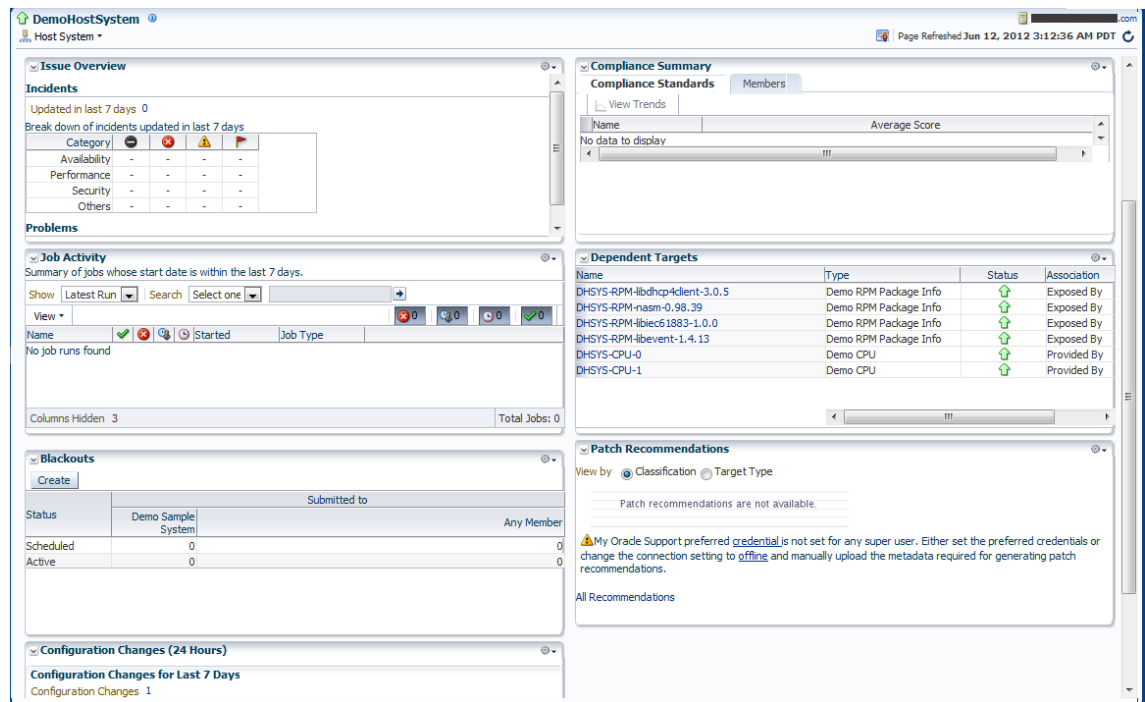 DemoHostSystem
.com
Host System
Page Refreshed Jun 12, 2012 3:12:36 AM PDT
Issue Overview
Incidents
Updated in last 7 days 0
Break down of incidents updated in last 7 days
Category
Availability - - - -
Performance - - - -
Security - - - -
Others - - - -
Problems
Compliance Summary
Compliance Standards Members
View Trends
Name Average Score
No data to display
Job Activity
Summary of jobs whose start date is within the last 7 days.
Show Latest Run Search Select one
View 0 0 0 0
Name Started Job Type
No job runs found
Columns Hidden 3 Total Jobs: 0
Dependent Targets
Name Type Status Association
DHSYS-RPM-libdhcp4client-3.0.5 Demo RPM Package Info Exposed By
DHSYS-RPM-nasm-0.98.39 Demo RPM Package Info Exposed By
DHSYS-RPM-libiec61883-1.0.0 Demo RPM Package Info Exposed By
DHSYS-RPM-libevent-1.4.13 Demo RPM Package Info Exposed By
DHSYS-CPU-0 Demo CPU Provided By
DHSYS-CPU-1 Demo CPU Provided By
Blackouts
Create
Submitted to
Status Demo Sample System Any Member
Scheduled 0 0
Active 0 0
Patch Recommendations
View by Classification Target Type
Patch recommendations are not available.
My Oracle Support preferred credential is not set for any super user. Either set the preferred credentials or
change the connection setting to offline and manually upload the metadata required for generating patch
recommendations.
All Recommendations
Configuration Changes (24 Hours)
Configuration Changes for Last 7 Days
Configuration Changes 1